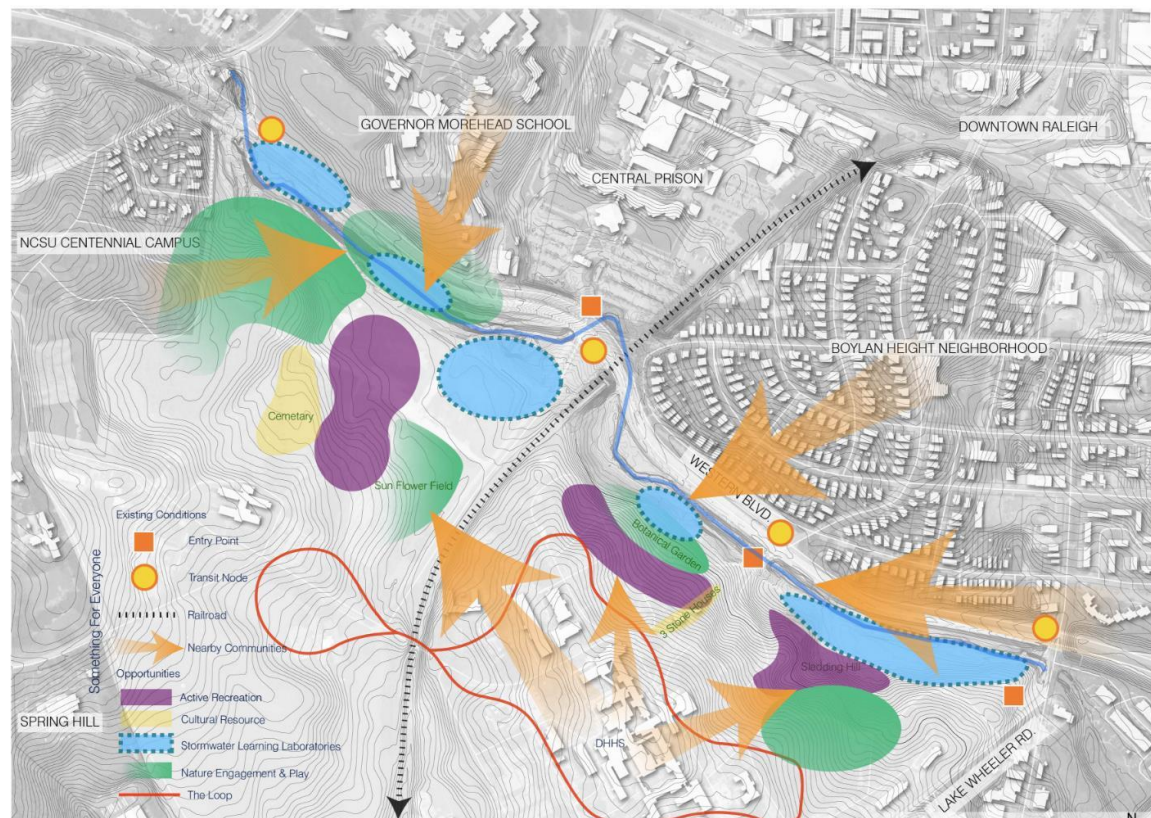 GOVERNOR MOREHEAD SCHOOL
DOWNTOWN RALEIGH
CENTRAL PRISON
NCSU CENTENNIAL CAMPUS
BOYLAN HEIGHT NEIGHBORHOOD
Cemetary
WESTERN BLVD.
Sun Flower Field
Botanical Garden
3 Stone Houses
Sledding Hill
DHHS
LAKE WHEELER RD.
SPRING HILL
Something For Everyone
Existing Conditions
Entry Point
Transit Node
Railroad
Nearby Communities
Opportunities
Active Recreation
Cultural Resource
Stormwater Learning Laboratories
Nature Engagement & Play
The Loop
N